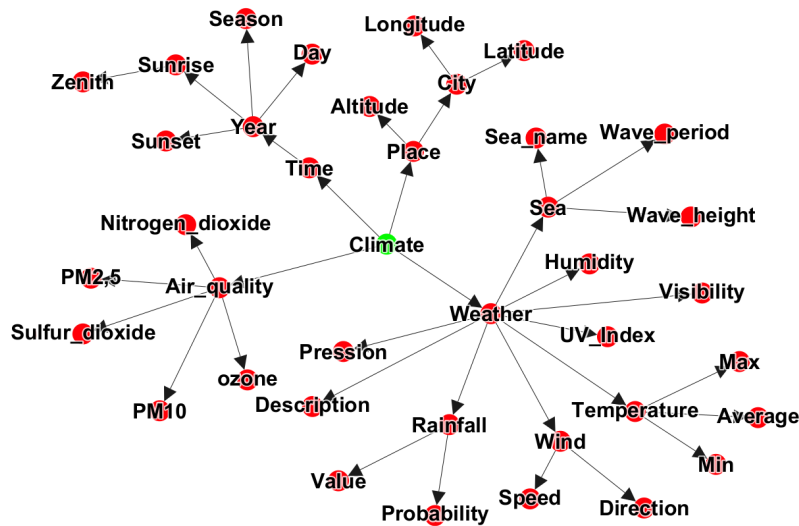 Season
Longitude
Day
Latitude
Sunrise
Zenith
City
Altitude
Year
Sunset
Sea_name
Wave_period
Place
Time
Sea
Wave_height
Nitrogen_dioxide
Climate
Humidity
PM2,5
Air_quality
Visibility
Weather
Sulfur_dioxide
UV_Index
Pression
Max
ozone
Description
PM10
Temperature
Average
Rainfall
Wind
Min
Value
Speed
Direction
Probability